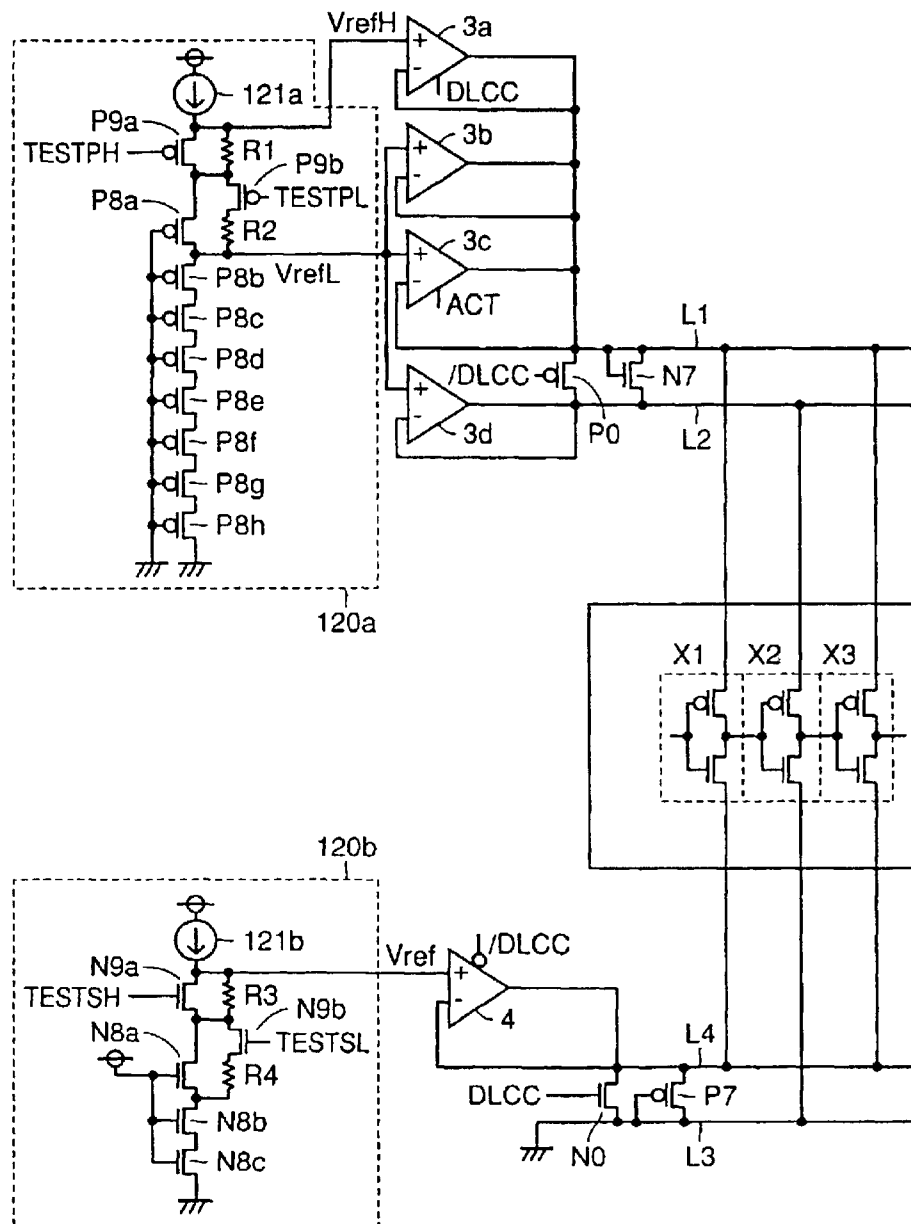 VrefH
3a
+
-
DLCC
121a
P9a
TESTPH
R1
P9b
TESTPL
3b
+
-
P8a
R2
VrefL
3c
+
-
ACT
P8b
P8c
P8d
P8e
P8f
P8g
P8h
L1
/DLCC
N7
+
-
3d
P0
L2
120a
X1 X2 X3
120b
121b
Vref
/DLCC
N9a
TESTSH
R3
N9b
TESTSL
+
-
4
N8a
R4
L4
N8b
DLCC
P7
N8c
N0
L3